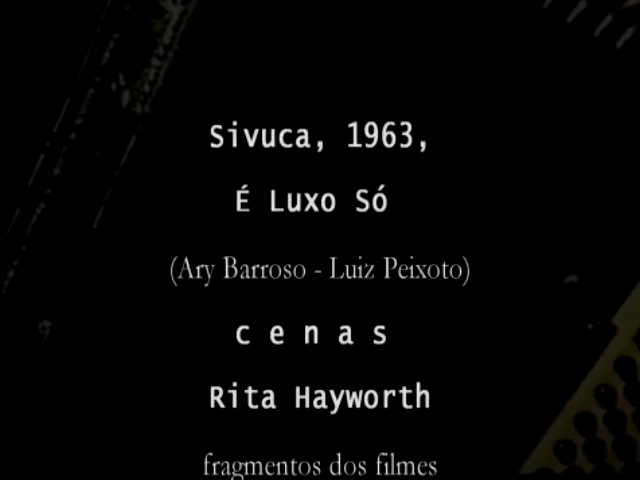 Sivuca, 1963,
É Luxo Só
(Ary Barroso - Luiz Peixoto)
c e n a s
Rita Hayworth
fragmentos dos filmes